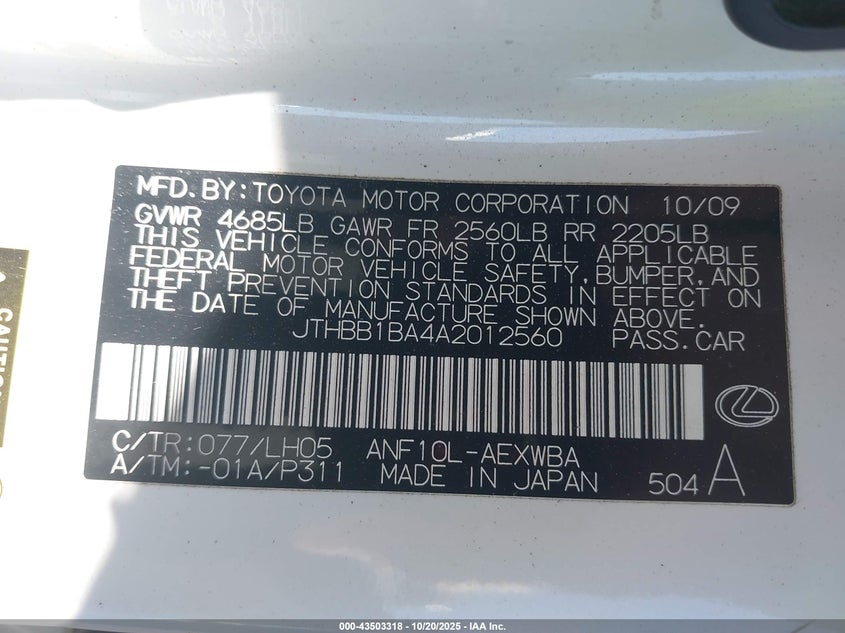 MFD. BY: TOYOTA MOTOR CORPORATION 10/09
GVWR 4685LB GAWR FR 2560LB RR 2205LB
THIS VEHICLE CONFORMS TO ALL APPLICABLE
FEDERAL MOTOR VEHICLE SAFETY, BUMPER, AND
THEFT PREVENTION STANDARDS IN EFFECT ON
THE DATE OF MANUFACTURE SHOWN ABOVE.
JTHBB1BA4A2012560 PASS. CAR
C/TR: 077/LH05 ANF10L-AEXWBA
A/TM: -01A/P311 MADE IN JAPAN 504 A
CAUTION
000-43503318 - 10/20/2025 - IAA Inc.